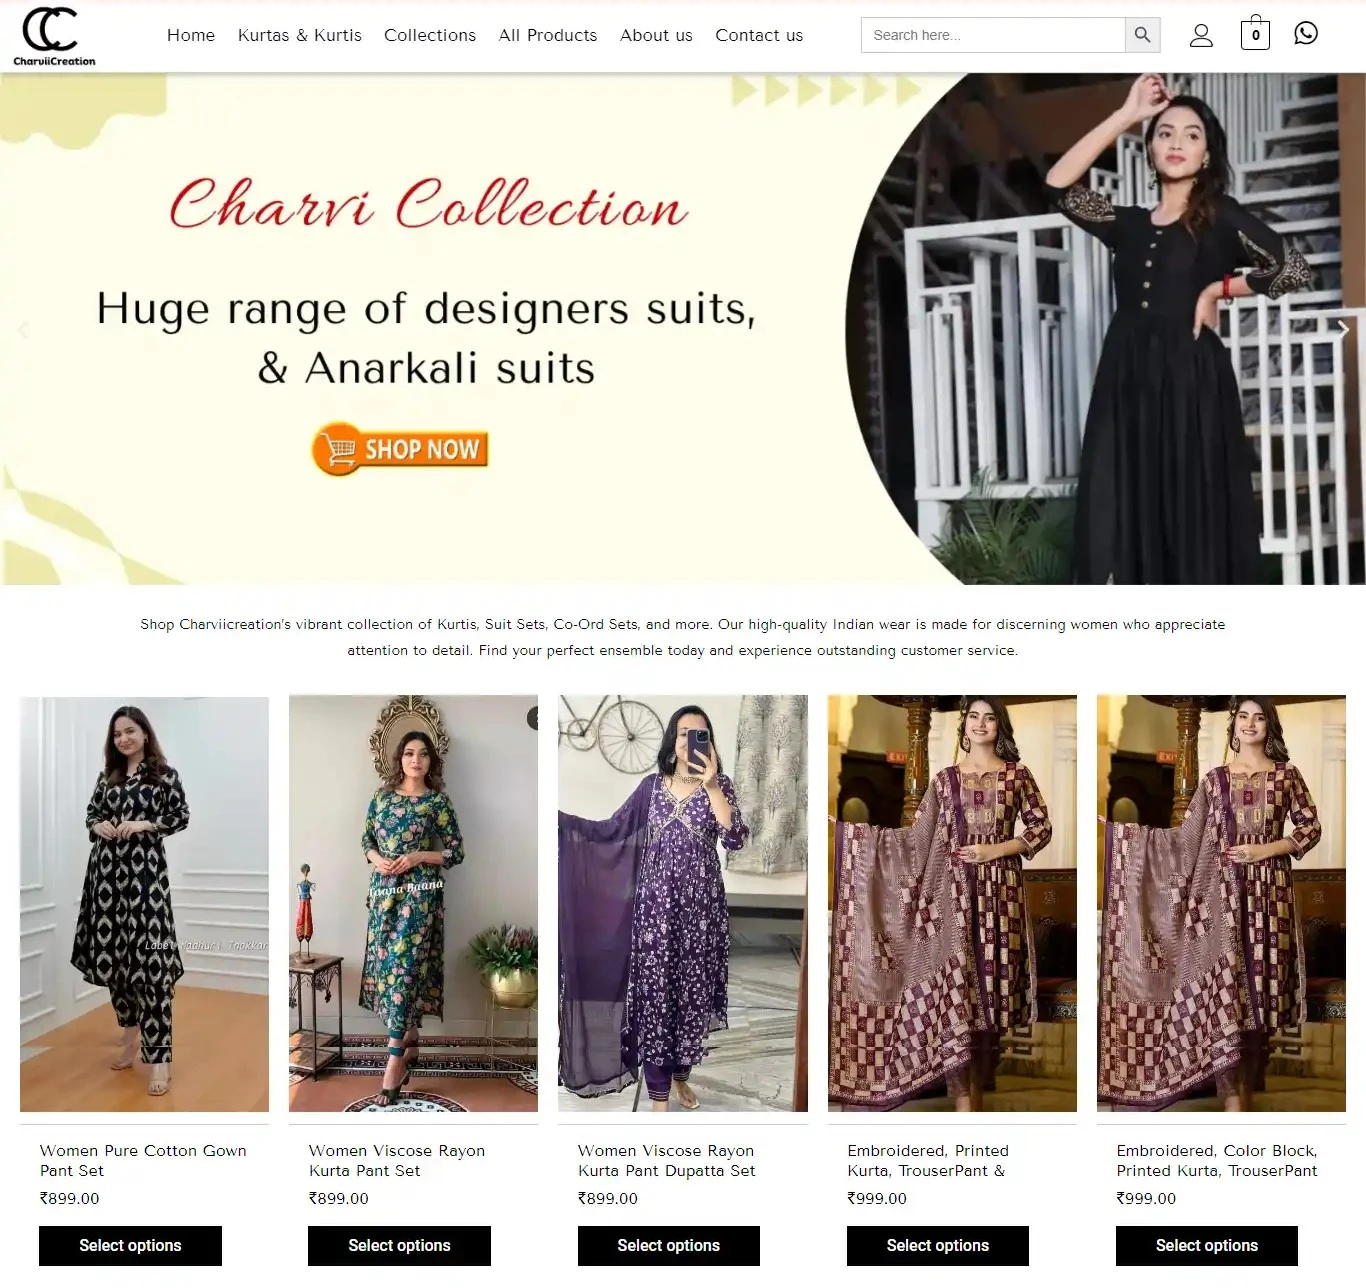 CharviiCreation
Home
Kurtas & Kurtis
Collections
All Products
About us
Contact us
Search here...
0
Charvi Collection
Huge range of designers suits,
& Anarkali suits
SHOP NOW
Shop Charviicreation's vibrant collection of Kurtis, Suit Sets, Co-Ord Sets, and more. Our high-quality Indian wear is made for discerning women who appreciate
attention to detail. Find your perfect ensemble today and experience outstanding customer service.
Label Madhuri Thakkar
Taana Baana
EXIT
EXIT
Women Pure Cotton Gown
Pant Set
₹899.00
Select options
Women Viscose Rayon
Kurta Pant Set
₹899.00
Select options
Women Viscose Rayon
Kurta Pant Dupatta Set
₹899.00
Select options
Embroidered, Printed
Kurta, TrouserPant &
₹999.00
Select options
Embroidered, Color Block,
Printed Kurta, TrouserPant
₹999.00
Select options